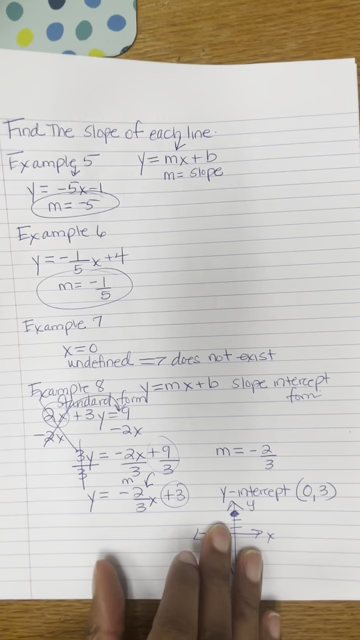 Find The slope of each line.
Example 5 y = mx + b
m = slope
y = -5x - 1
m = -5
Example 6
y = -1/5 x + 4
m = -1/5
Example 7
x = 0
undefined => does not exist
Example 8 y = mx + b slope intercept form
Standard form
2x + 3y = 9
-2x -2x
3y/3 = -2x/3 + 9/3 m = -2/3
m
y = -2/3 x + 3 y-intercept (0,3)
y
x